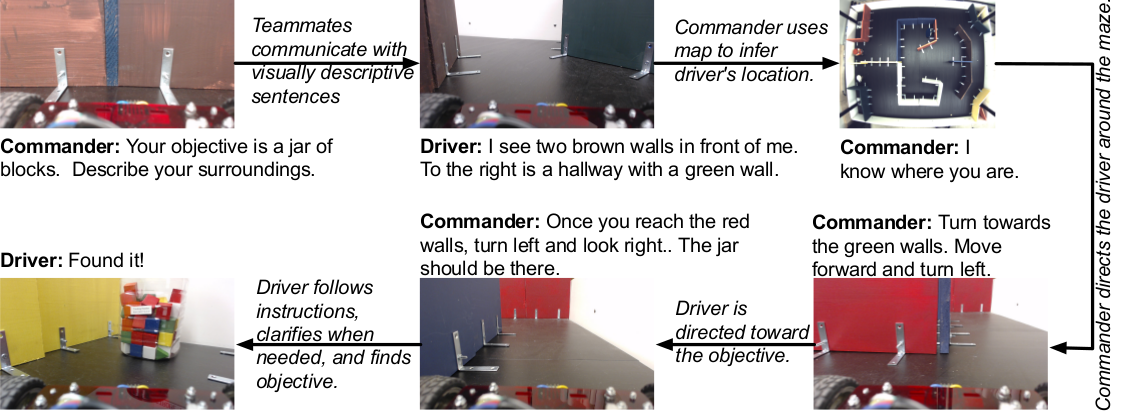 Teammates
communicate with
visually descriptive
sentences
Commander uses
map to infer
driver's location.
Commander: Your objective is a jar of
blocks. Describe your surroundings.
Driver: I see two brown walls in front of me.
To the right is a hallway with a green wall.
Commander: I
know where you are.
Commander directs the driver around the maze.
Commander: Turn towards
the green walls. Move
forward and turn left.
Driver is
directed toward
the objective.
Commander: Once you reach the red
walls, turn left and look right.. The jar
should be there.
Driver follows
instructions,
clarifies when
needed, and finds
objective.
Driver: Found it!